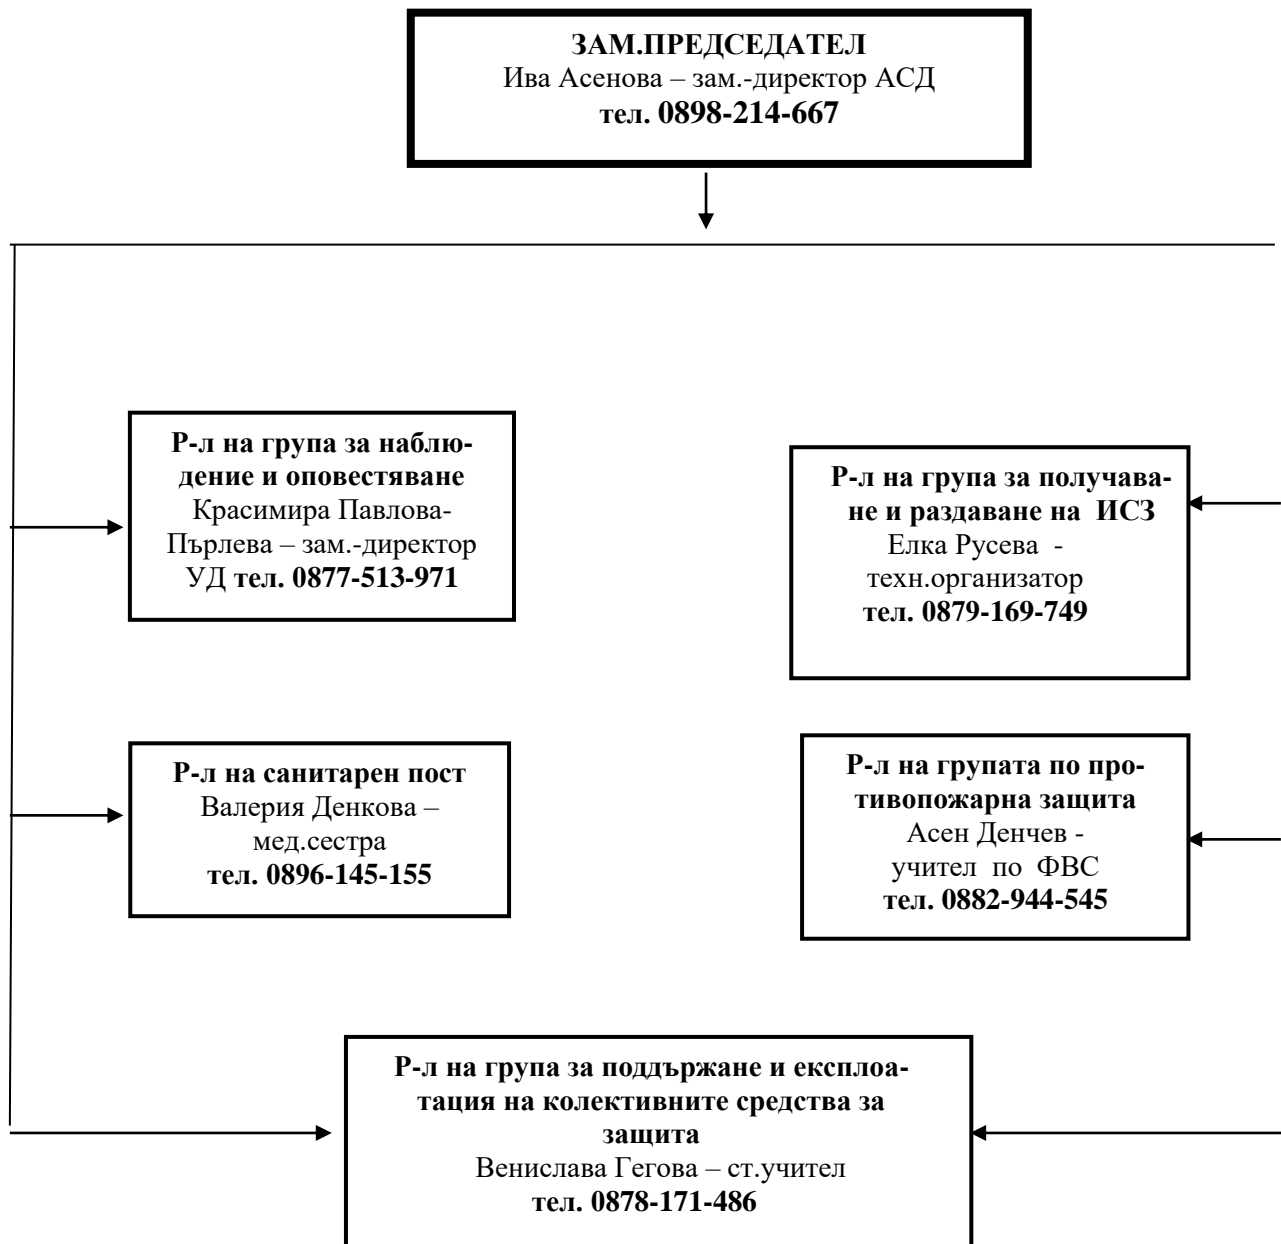 ЗАМ.ПРЕДСЕДАТЕЛ
Ива Асенова – зам.-директор АСД
тел. 0898-214-667
Р-л на група за наблю-
дение и оповестяване
Красимира Павлова-
Пърлева – зам.-директор
УД тел. 0877-513-971
Р-л на група за получава-
не и раздаване на ИСЗ
Елка Русева -
техн.организатор
тел. 0879-169-749
Р-л на санитарен пост
Валерия Денкова –
мед.сестра
тел. 0896-145-155
Р-л на групата по про-
тивопожарна защита
Асен Денчев -
учител по ФВС
тел. 0882-944-545
Р-л на група за поддържане и експлоа-
тация на колективните средства за
защита
Венислава Гегова – ст.учител
тел. 0878-171-486